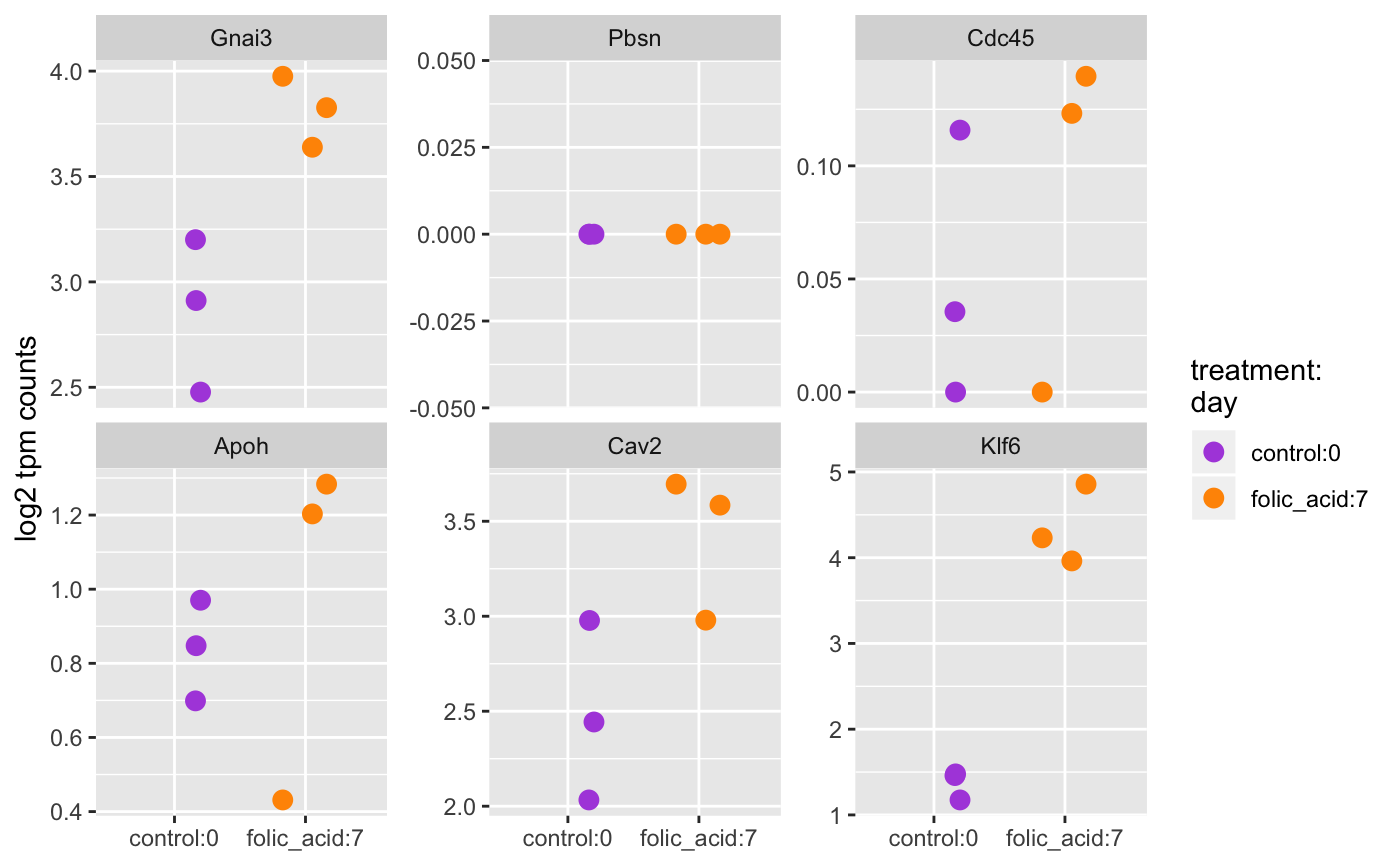 Gnai3
Pbsn
Cdc45
4.0
3.5
3.0
2.5
0.050
0.025
0.000
-0.025
-0.050
0.10
0.05
0.00
log2 tpm counts
Apoh
Cav2
Klf6
1.2
1.0
0.8
0.6
0.4
3.5
3.0
2.5
2.0
5
4
3
2
1
control:0 folic_acid:7
control:0 folic_acid:7
control:0 folic_acid:7
treatment:
day
control:0
folic_acid:7